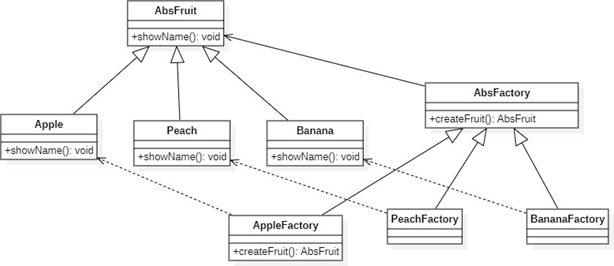 AbsFruit
+showName(): void
AbsFactory
+createFruit(): AbsFruit
Apple
+showName(): void
Peach
+showName(): void
Banana
+showName(): void
AppleFactory
+createFruit(): AbsFruit
PeachFactory
BananaFactory